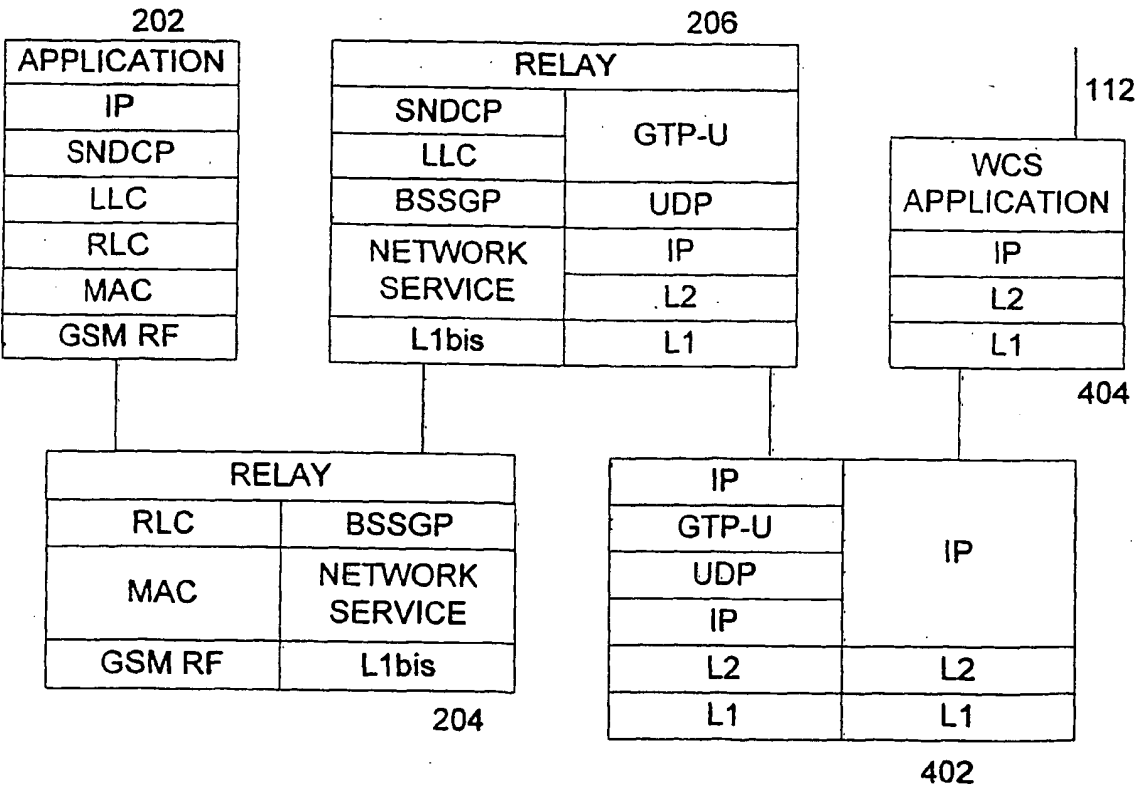 202
APPLICATION
IP
SNDCP
LLC
RLC
MAC
GSM RF
206
RELAY
SNDCP
LLC
BSSGP
NETWORK
SERVICE
L1bis
GTP-U
UDP
IP
L2
L1
112
WCS
APPLICATION
IP
L2
L1
404
RELAY
RLC
MAC
GSM RF
BSSGP
NETWORK
SERVICE
L1bis
204
IP
GTP-U
UDP
IP
L2
L1
IP
L2
L1
402